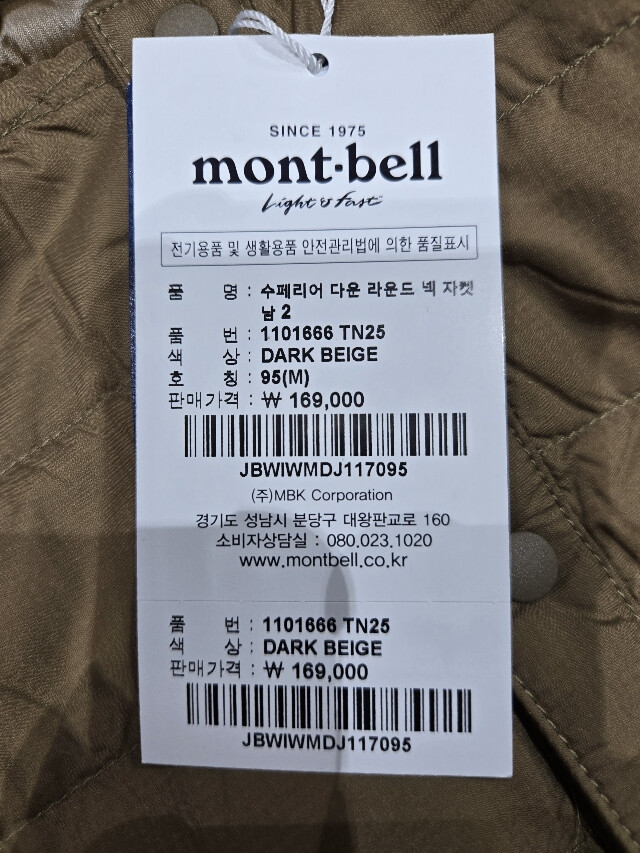 SINCE 1975
mont-bell
Light & Fast
전기용품 및 생활용품 안전관리법에 의한 품질표시
품 명 : 수페리어 다운 라운드 넥 자켓
남 2
품 번 : 1101666 TN25
색 상 : DARK BEIGE
호 칭 : 95(M)
판매가격 : ₩ 169,000
JBWIWMDJ117095
(주)MBK Corporation
경기도 성남시 분당구 대왕판교로 160
소비자상담실 : 080.023.1020
www.montbell.co.kr
품 번 : 1101666 TN25
색 상 : DARK BEIGE
판매가격 : ₩ 169,000
JBWIWMDJ117095